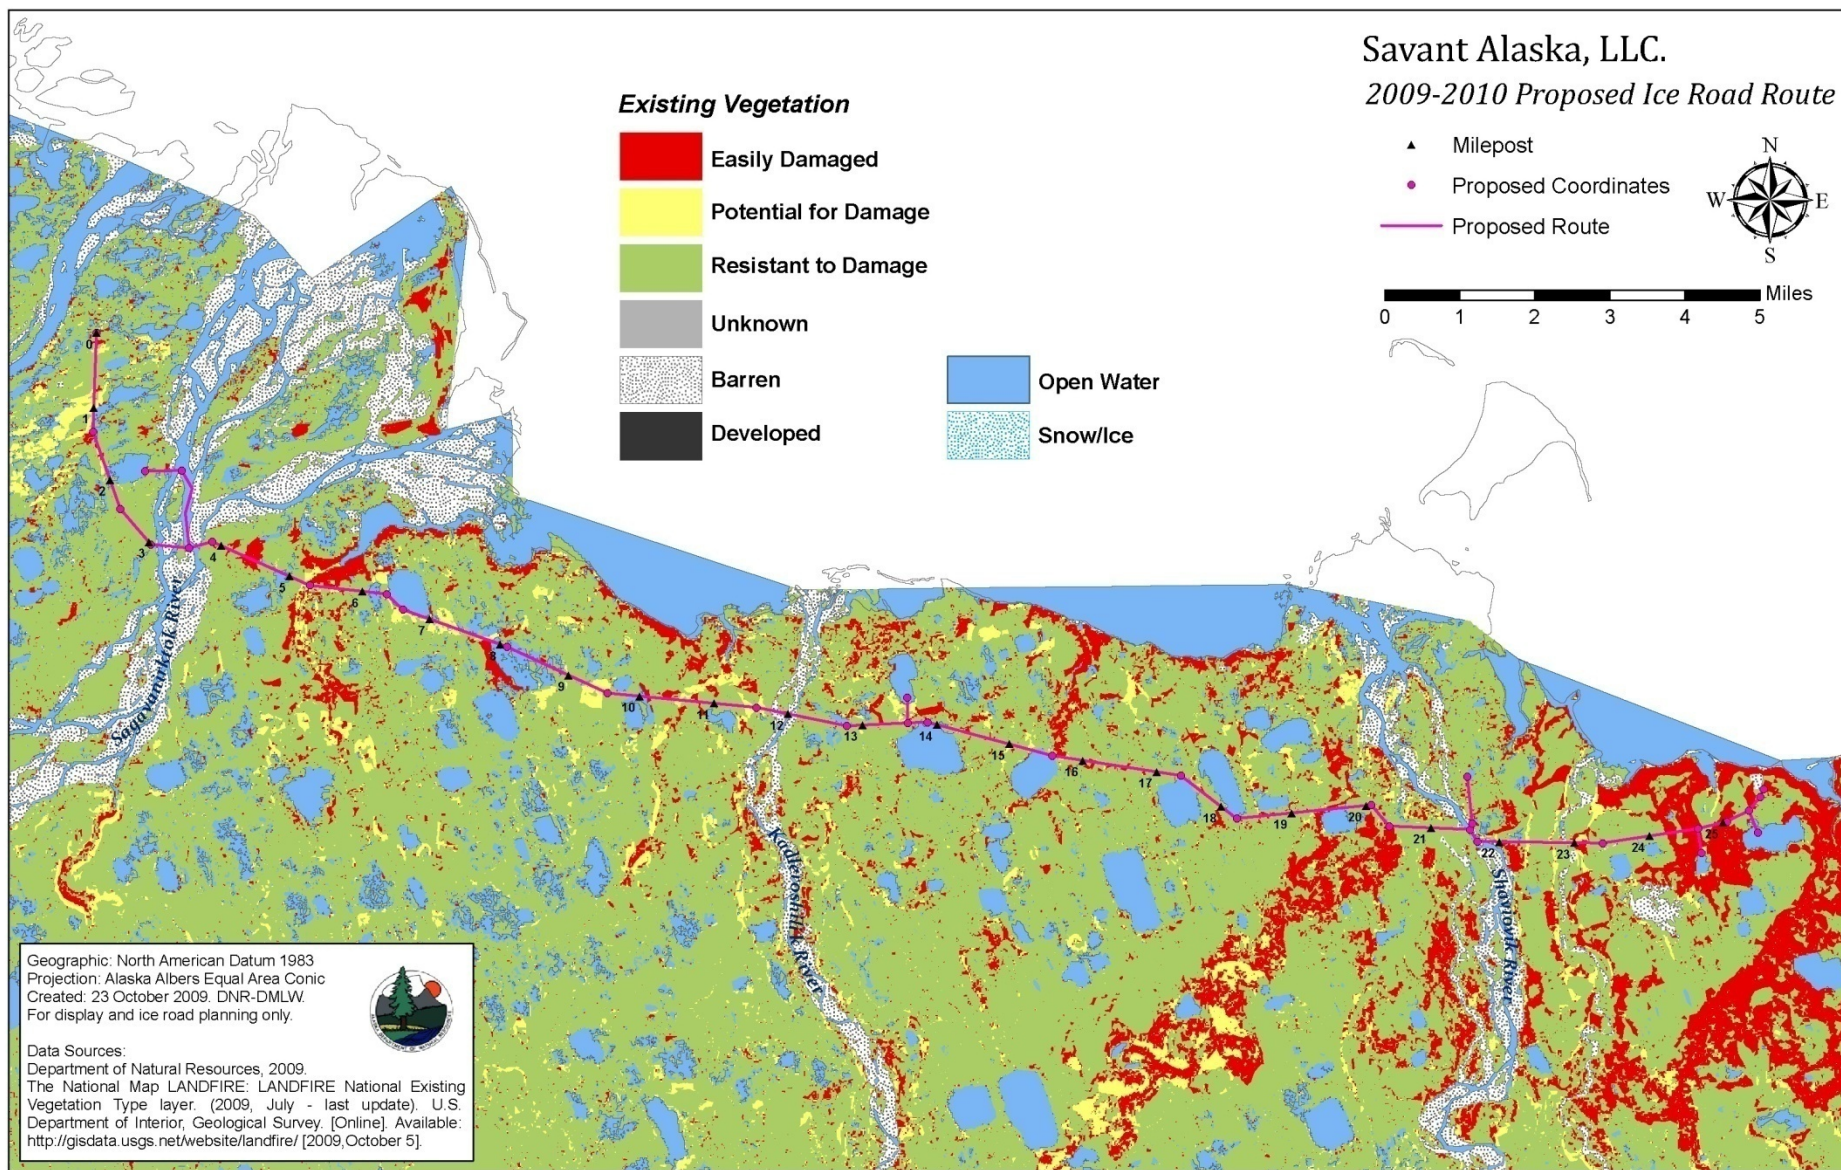 Savant Alaska, LLC.
2009-2010 Proposed Ice Road Route
Milepost
Proposed Coordinates
Proposed Route
N
W
E
S
Miles
0 1 2 3 4 5
Existing Vegetation
Easily Damaged
Potential for Damage
Resistant to Damage
Unknown
Barren
Developed
Open Water
Snow/Ice
0
1
2
3
4
5
6
7
8
9
10
11
12
13
14
15
16
17
18
19
20
21
22
23
24
25
Sagavanirktok River
Kadleroshilik River
Shaviovik River
Geographic: North American Datum 1983
Projection: Alaska Albers Equal Area Conic
Created: 23 October 2009. DNR-DMLW.
For display and ice road planning only.
Data Sources:
Department of Natural Resources, 2009.
The National Map LANDFIRE: LANDFIRE National Existing
Vegetation Type layer. (2009, July - last update). U.S.
Department of Interior, Geological Survey. [Online]. Available:
http://gisdata.usgs.net/website/landfire/ [2009,October 5].